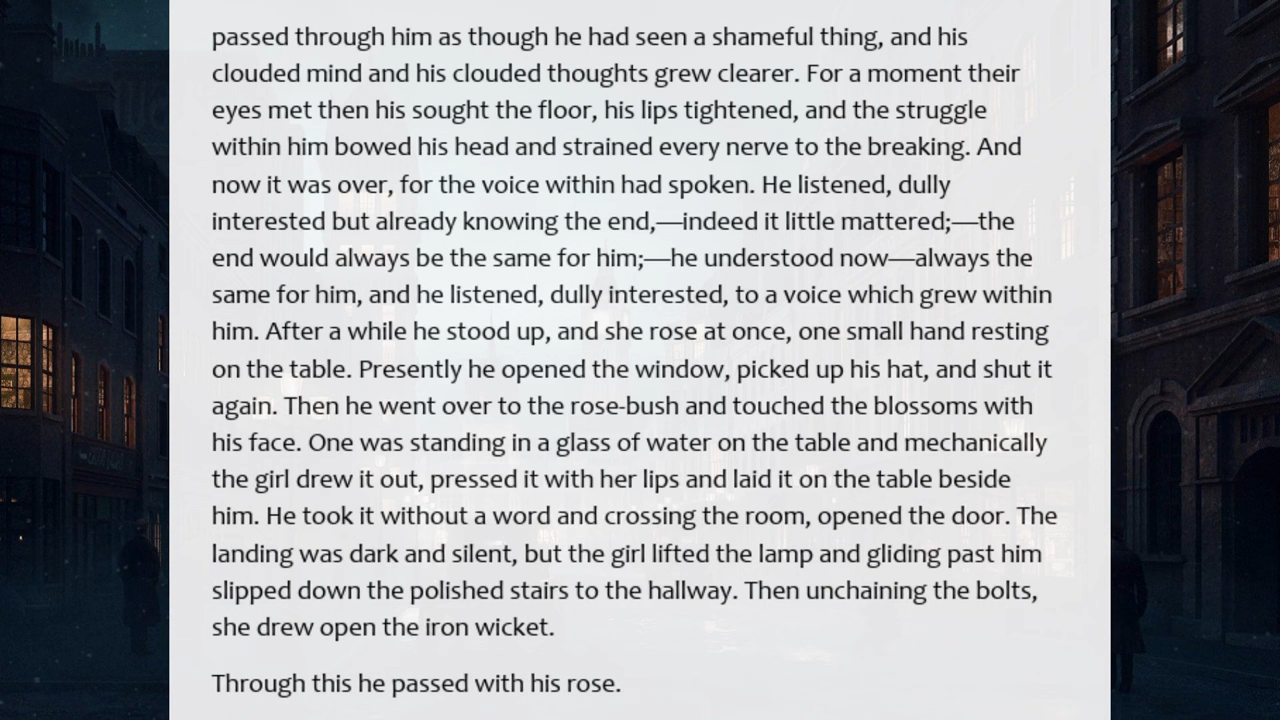 passed through him as though he had seen a shameful thing, and his
clouded mind and his clouded thoughts grew clearer. For a moment their
eyes met then his sought the floor, his lips tightened, and the struggle
within him bowed his head and strained every nerve to the breaking. And
now it was over, for the voice within had spoken. He listened, dully
interested but already knowing the end,—indeed it little mattered;—the
end would always be the same for him;—he understood now—always the
same for him, and he listened, dully interested, to a voice which grew within
him. After a while he stood up, and she rose at once, one small hand resting
on the table. Presently he opened the window, picked up his hat, and shut it
again. Then he went over to the rose-bush and touched the blossoms with
his face. One was standing in a glass of water on the table and mechanically
the girl drew it out, pressed it with her lips and laid it on the table beside
him. He took it without a word and crossing the room, opened the door. The
landing was dark and silent, but the girl lifted the lamp and gliding past him
slipped down the polished stairs to the hallway. Then unchaining the bolts,
she drew open the iron wicket.
Through this he passed with his rose.